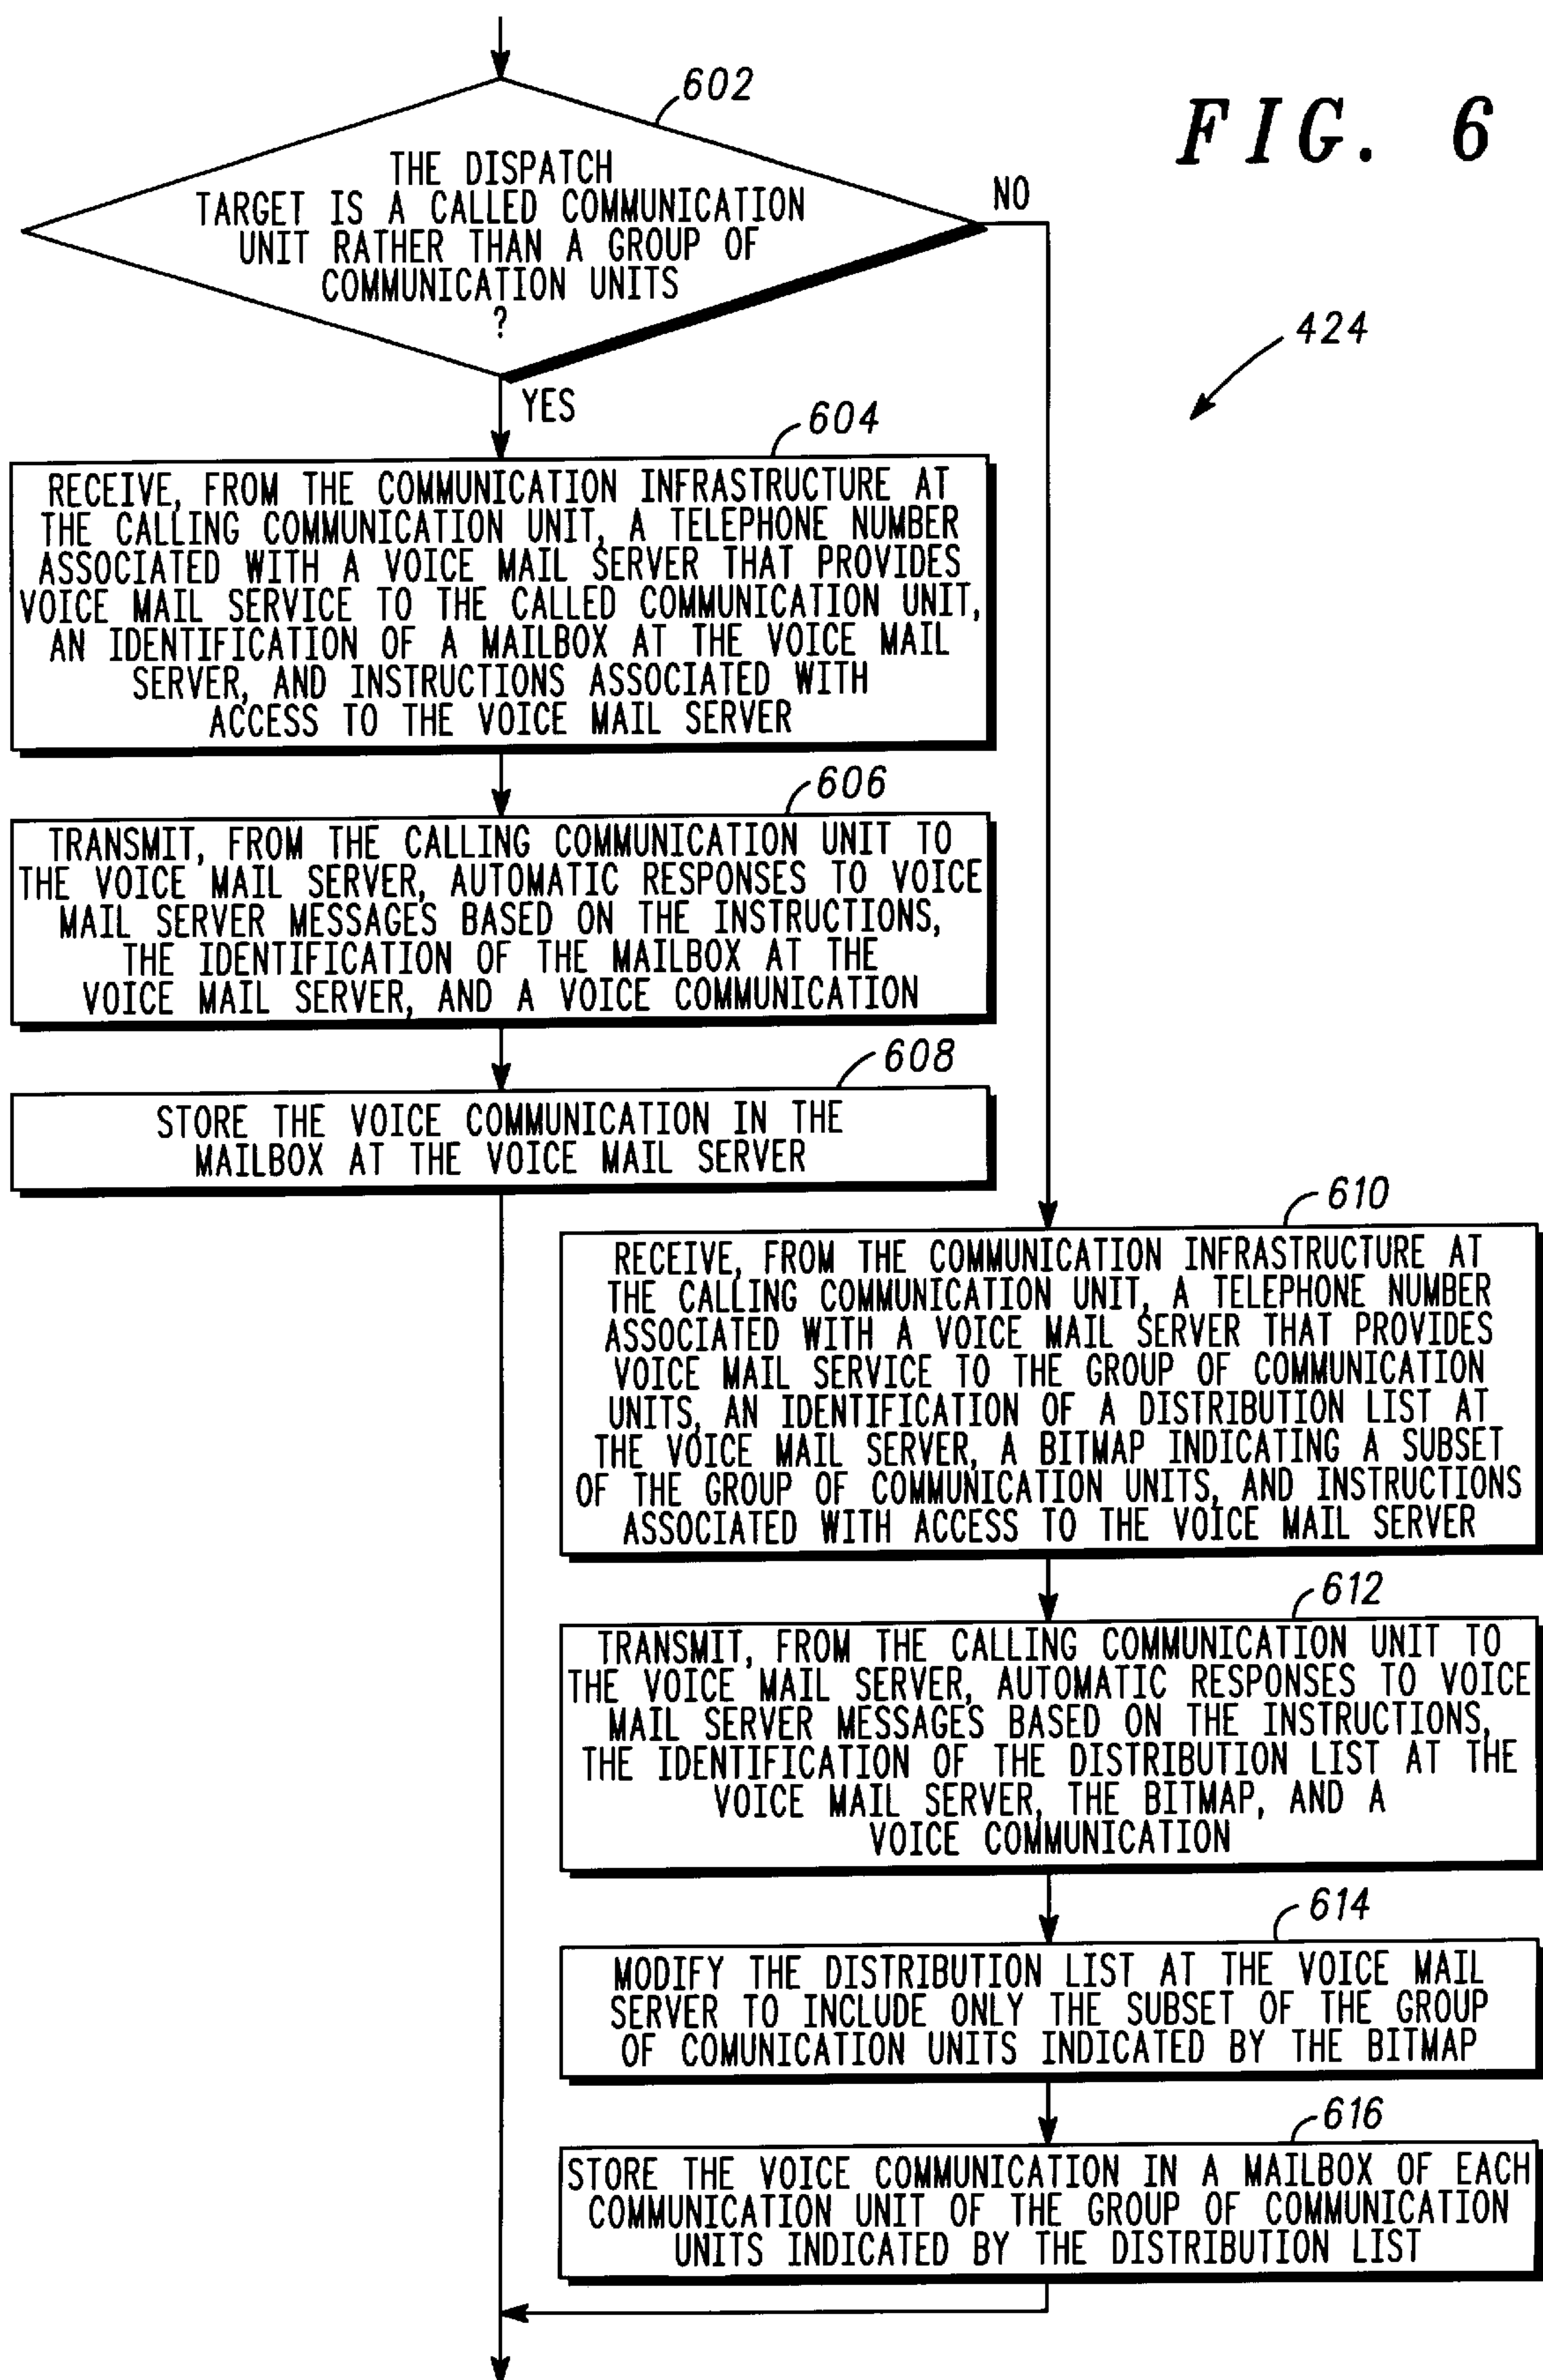 FIG. 6
602
THE DISPATCH
TARGET IS A CALLED COMMUNICATION
UNIT RATHER THAN A GROUP OF
COMMUNICATION UNITS
?
NO
YES
424
604
RECEIVE, FROM THE COMMUNICATION INFRASTRUCTURE AT
THE CALLING COMMUNICATION UNIT, A TELEPHONE NUMBER
ASSOCIATED WITH A VOICE MAIL SERVER THAT PROVIDES
VOICE MAIL SERVICE TO THE CALLED COMMUNICATION UNIT,
AN IDENTIFICATION OF A MAILBOX AT THE VOICE MAIL
SERVER, AND INSTRUCTIONS ASSOCIATED WITH
ACCESS TO THE VOICE MAIL SERVER
606
TRANSMIT, FROM THE CALLING COMMUNICATION UNIT TO
THE VOICE MAIL SERVER, AUTOMATIC RESPONSES TO VOICE
MAIL SERVER MESSAGES BASED ON THE INSTRUCTIONS,
THE IDENTIFICATION OF THE MAILBOX AT THE
VOICE MAIL SERVER, AND A VOICE COMMUNICATION
608
STORE THE VOICE COMMUNICATION IN THE
MAILBOX AT THE VOICE MAIL SERVER
610
RECEIVE, FROM THE COMMUNICATION INFRASTRUCTURE AT
THE CALLING COMMUNICATION UNIT, A TELEPHONE NUMBER
ASSOCIATED WITH A VOICE MAIL SERVER THAT PROVIDES
VOICE MAIL SERVICE TO THE GROUP OF COMMUNICATION
UNITS, AN IDENTIFICATION OF A DISTRIBUTION LIST AT
THE VOICE MAIL SERVER, A BITMAP INDICATING A SUBSET
OF THE GROUP OF COMMUNICATION UNITS, AND INSTRUCTIONS
ASSOCIATED WITH ACCESS TO THE VOICE MAIL SERVER
612
TRANSMIT, FROM THE CALLING COMMUNICATION UNIT TO
THE VOICE MAIL SERVER, AUTOMATIC RESPONSES TO VOICE
MAIL SERVER MESSAGES BASED ON THE INSTRUCTIONS,
THE IDENTIFICATION OF THE DISTRIBUTION LIST AT THE
VOICE MAIL SERVER, THE BITMAP, AND A
VOICE COMMUNICATION
614
MODIFY THE DISTRIBUTION LIST AT THE VOICE MAIL
SERVER TO INCLUDE ONLY THE SUBSET OF THE GROUP
OF COMUNICATION UNITS INDICATED BY THE BITMAP
616
STORE THE VOICE COMMUNICATION IN A MAILBOX OF EACH
COMMUNICATION UNIT OF THE GROUP OF COMMUNICATION
UNITS INDICATED BY THE DISTRIBUTION LIST